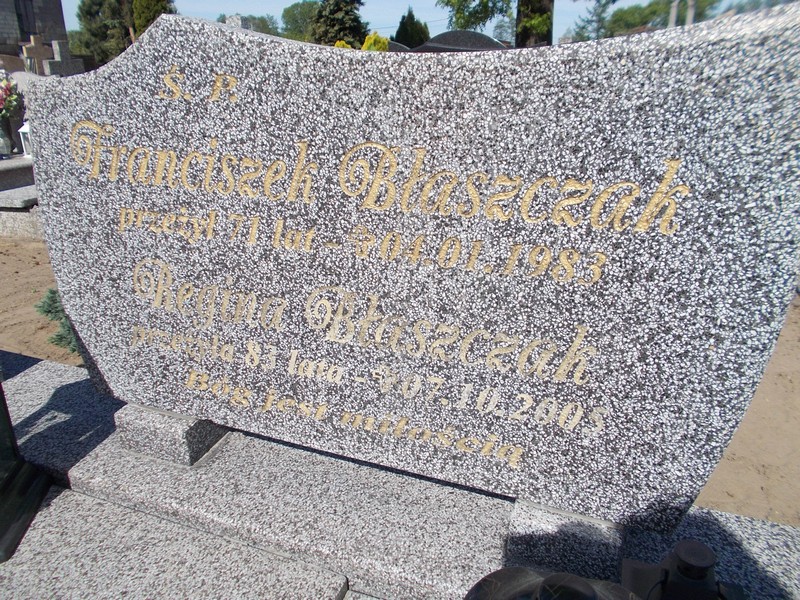 Ś. P.
Franciszek Błaszczak
przeżył 71 lat - 04.01.1983
Regina Błaszczak
przeżyła 83 lata - 07.10.2005
Bóg jest miłością